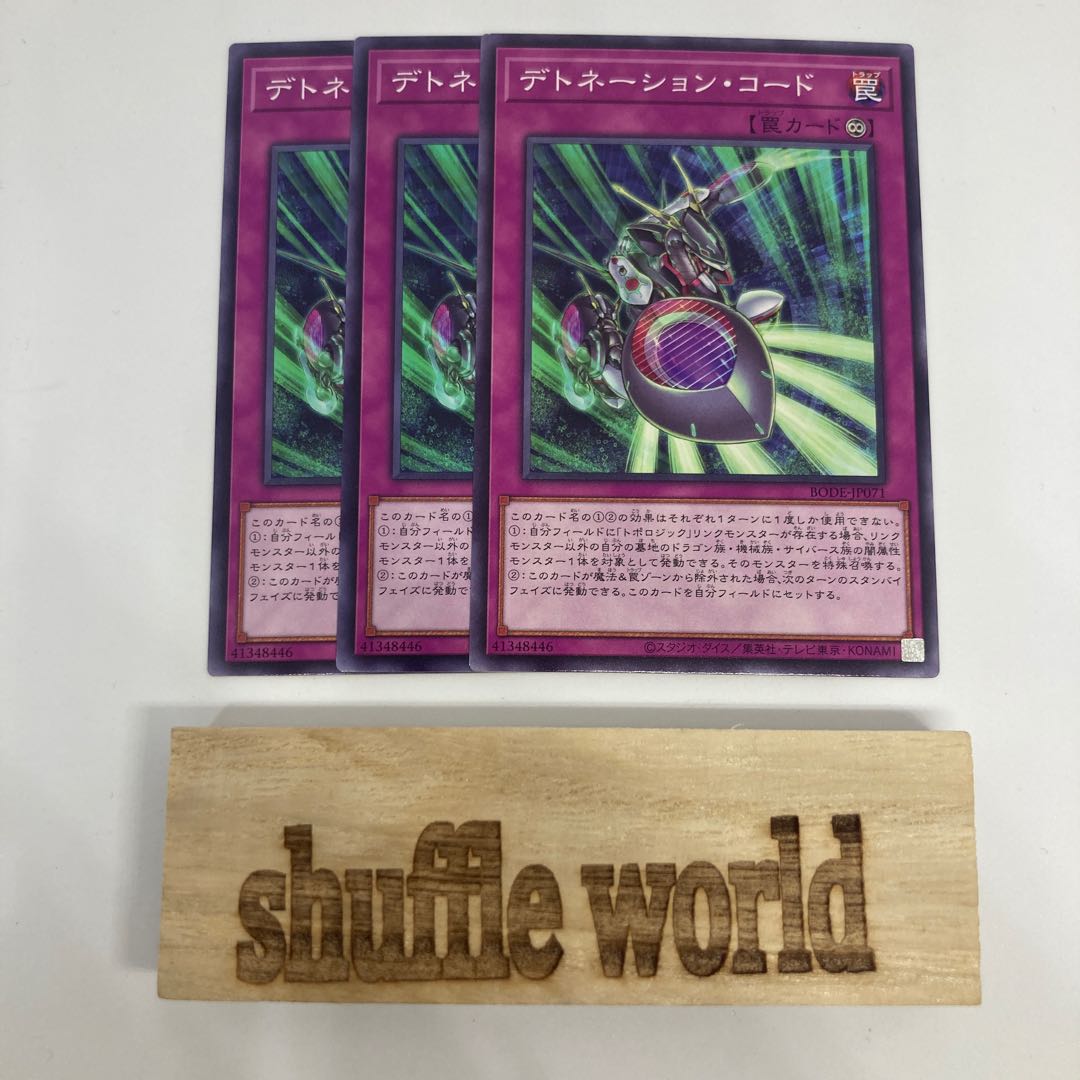 デトネ
デトネ
デトネーション・コード
トラップ
罠
【罠カード】
BODE-JP071
このカード名の①
①：自分フィー
モンスター以外の
モンスター1体を
②：このカードが
フェイズに発動で
41348446
このカード名の①
①：自分フィー
モンスター以外の
モンスター1体を
②：このカードが魔
フェイズに発動で
41348446
このカード名の①②の効果はそれぞれ1ターンに1度しか使用できない。
①：自分フィールドに「トポロジック」リンクモンスターが存在する場合、リンク
モンスター以外の自分の墓地のドラゴン族・機械族・サイバース族の闇属性
モンスター1体を対象として発動できる。そのモンスターを特殊召喚する。
②：このカードが魔法&罠ゾーンから除外された場合、次のターンのスタンバイ
フェイズに発動できる。このカードを自分フィールドにセットする。
41348446
©スタジオ・ダイス／集英社・テレビ東京・KONAMI
shuffle world